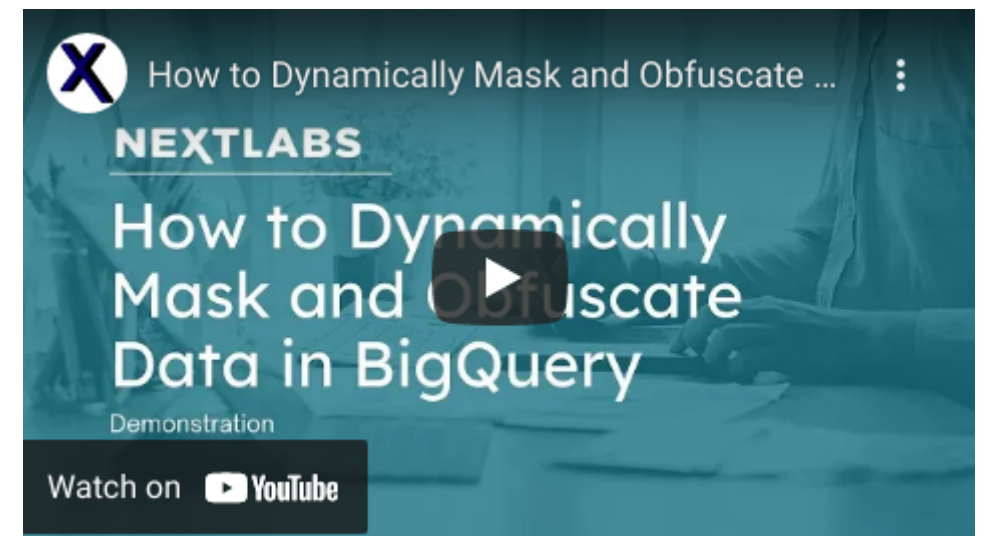 How to Dynamically Mask and Obfuscate ...
NEXTLABS
How to Dynamically
Mask and Obfuscate
Data in BigQuery
Demonstration
Watch on YouTube